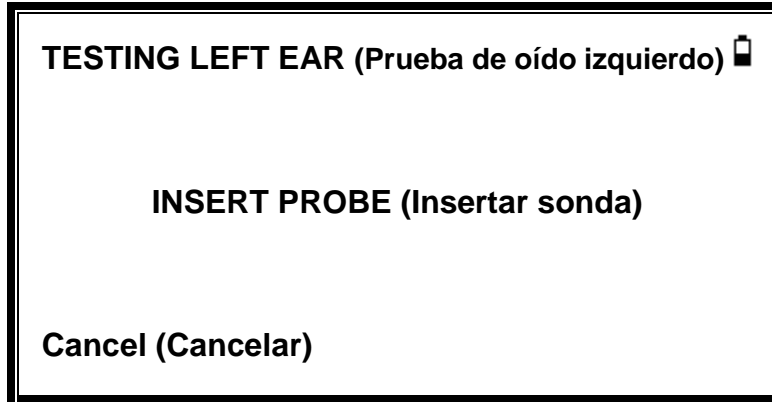 TESTING LEFT EAR (Prueba de oído izquierdo)
INSERT PROBE (Insertar sonda)
Cancel (Cancelar)